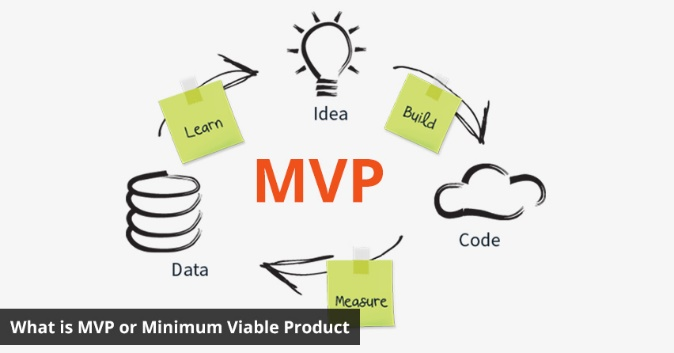 Idea
Learn
Build
MVP
Code
Data
Measure
What is MVP or Minimum Viable Product